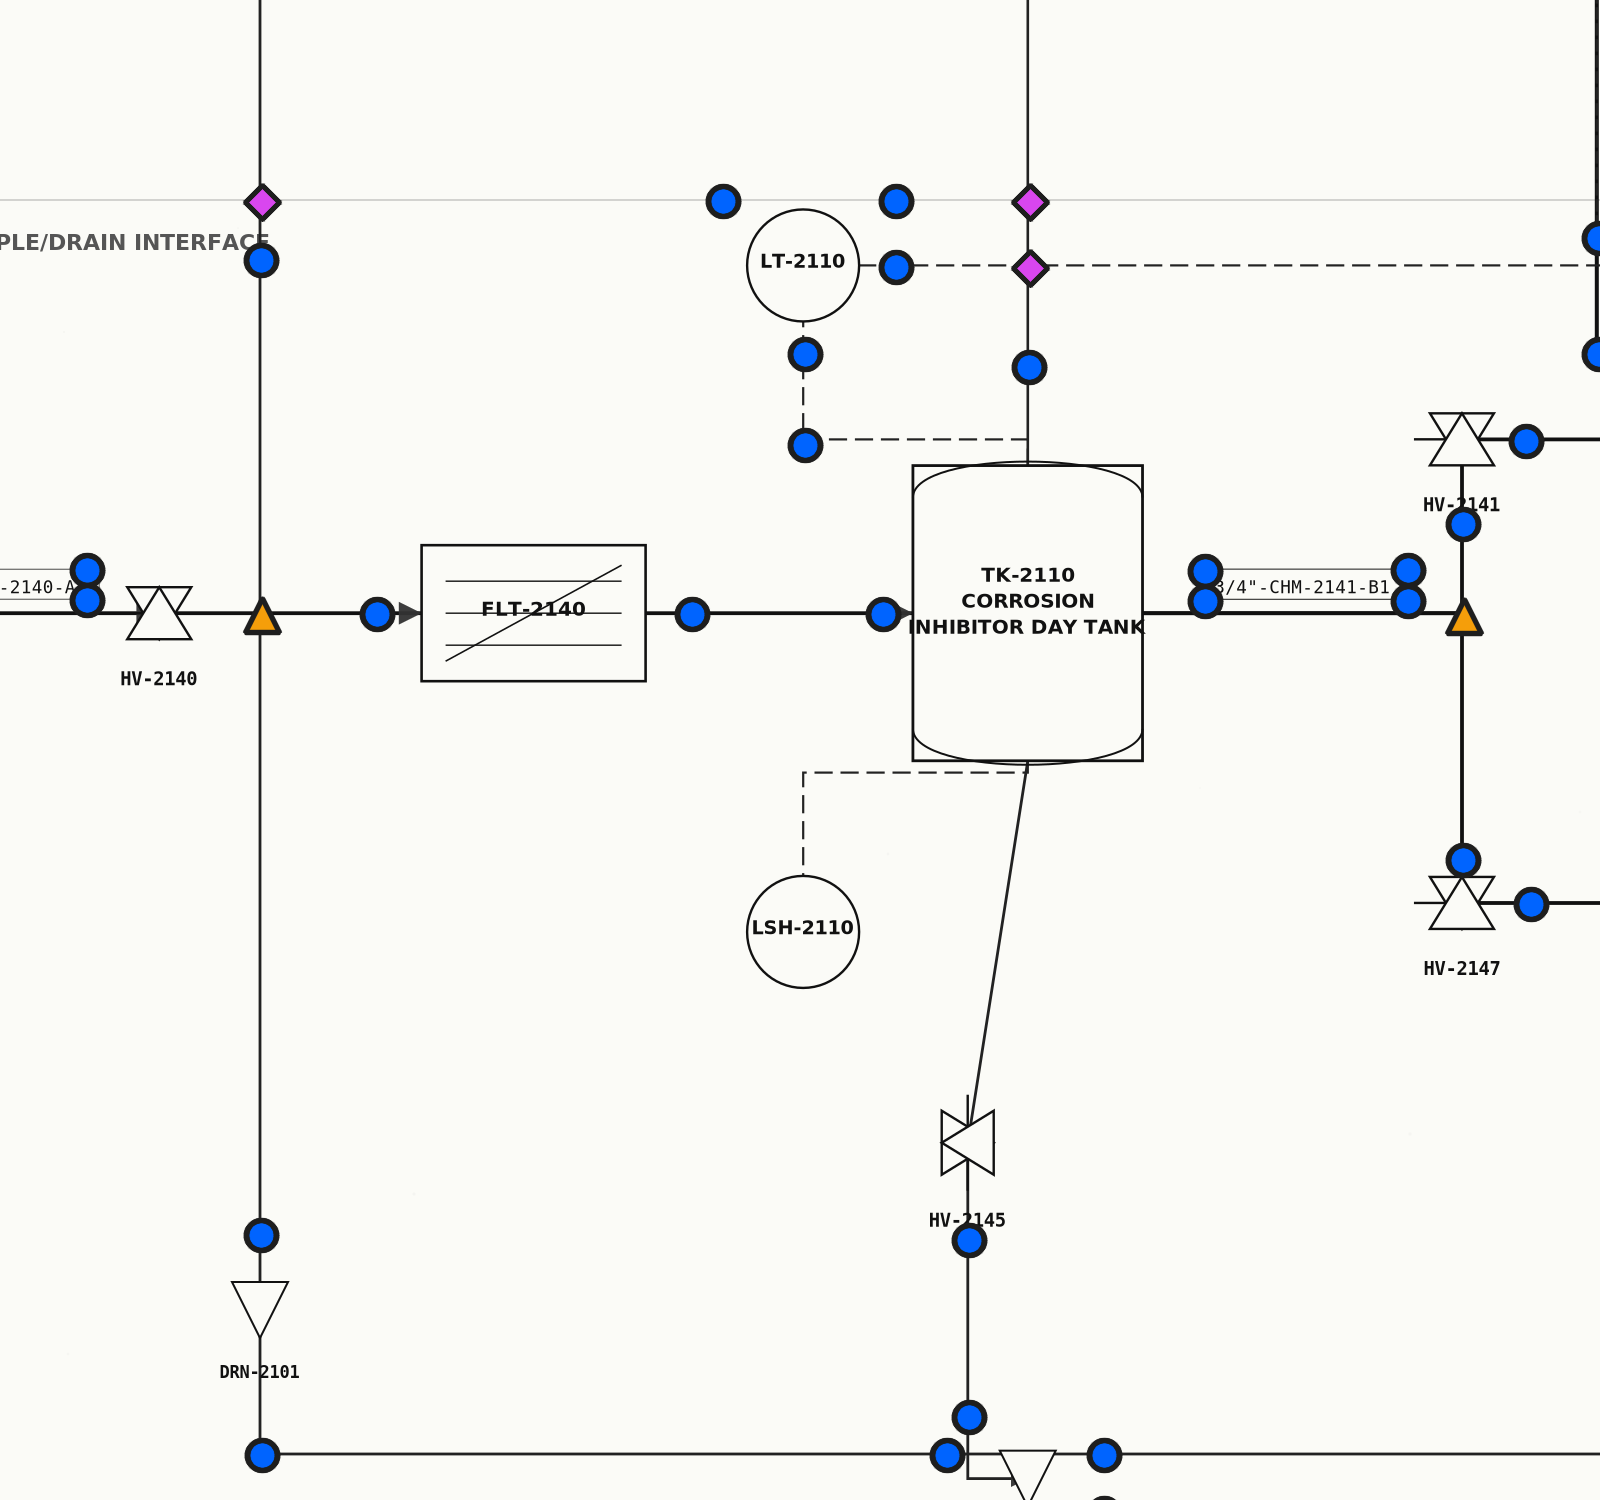 PLE/DRAIN INTERFACE
LT-2110
HV-2141
-2140-A
FLT-2140
TK-2110
CORROSION
INHIBITOR DAY TANK
3/4"-CHM-2141-B1
HV-2140
LSH-2110
HV-2147
HV-2145
DRN-2101